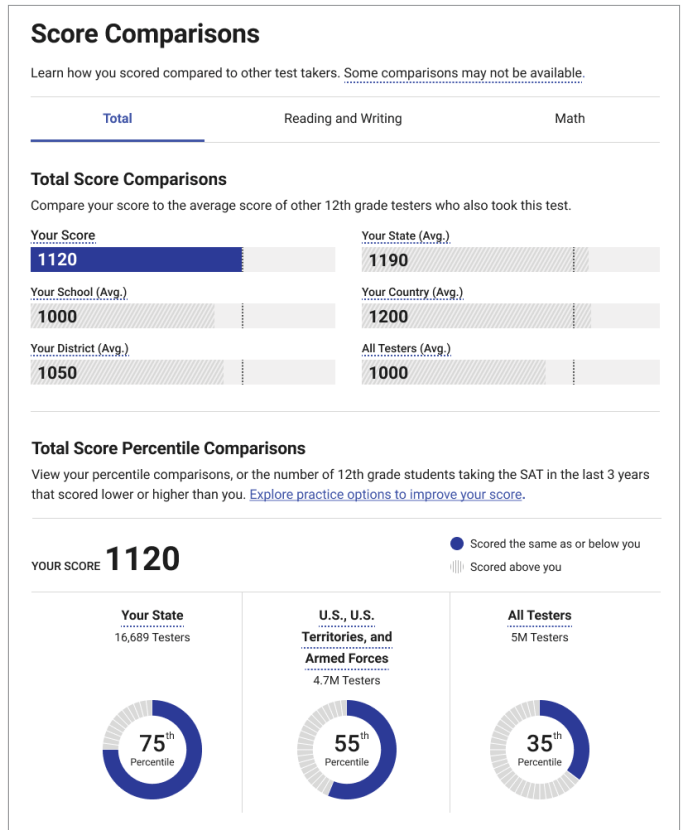 Score Comparisons
Learn how you scored compared to other test takers. Some comparisons may not be available.
Total
Reading and Writing
Math
Total Score Comparisons
Compare your score to the average score of other 12th grade testers who also took this test.
Your Score
1120
Your State (Avg.)
1190
Your School (Avg.)
1000
Your Country (Avg.)
1200
Your District (Avg.)
1050
All Testers (Avg.)
1000
Total Score Percentile Comparisons
View your percentile comparisons, or the number of 12th grade students taking the SAT in the last 3 years
that scored lower or higher than you. Explore practice options to improve your score.
YOUR SCORE 1120
Scored the same as or below you
Scored above you
Your State
16,689 Testers
75th
Percentile
U.S., U.S.
Territories, and
Armed Forces
4.7M Testers
55th
Percentile
All Testers
5M Testers
35th
Percentile